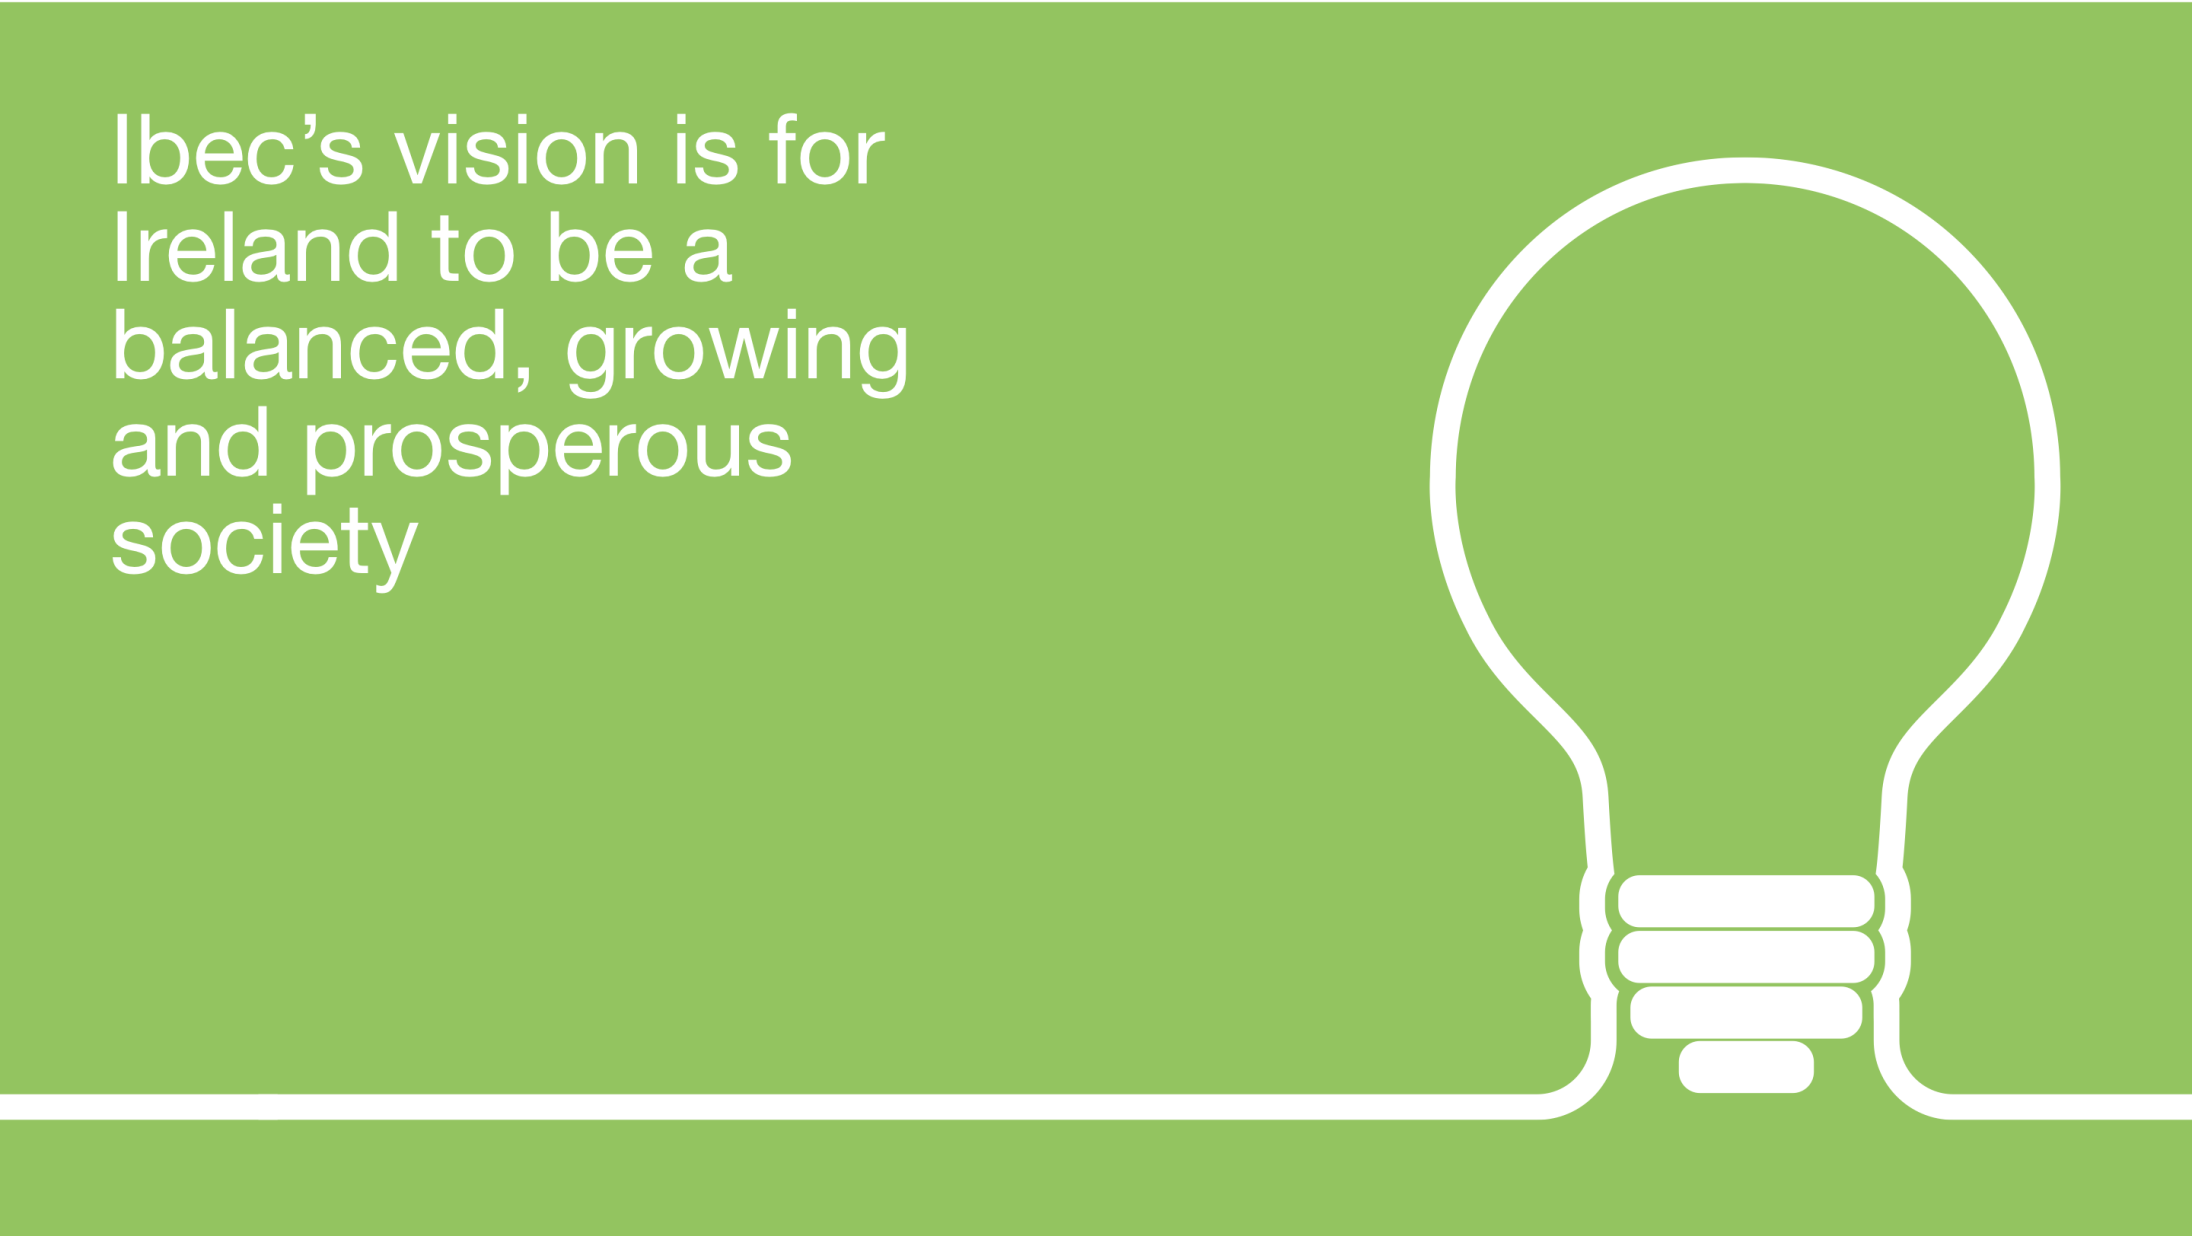 Ibec’s vision is for
Ireland to be a
balanced, growing
and prosperous
society